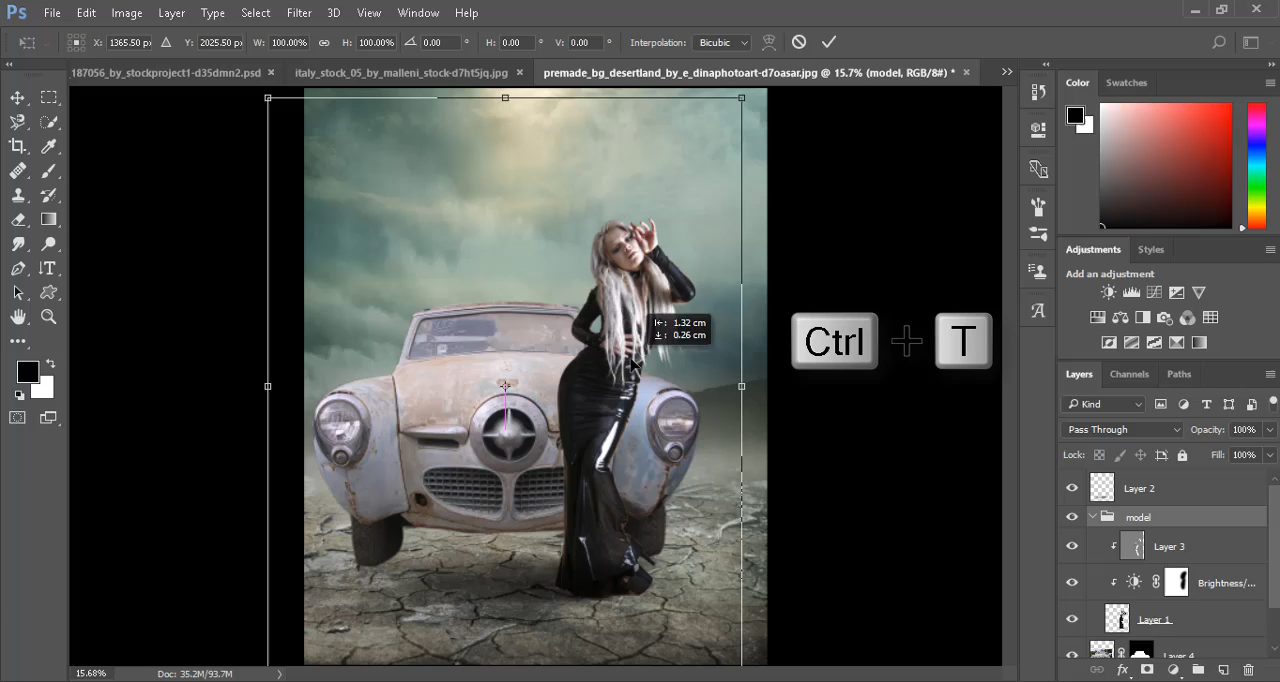 Ps File Edit Image Layer Type Select Filter 3D View Window Help
X: 1365.50 px Y: 2025.50 px W: 100.00% H: 100.00% 0.00 ° H: 0.00 ° V: 0.00 ° Interpolation: Bicubic
_187056_by_stockproject1-d35dmn2.psd × italy_stock_05_by_malleni_stock-d7ht5jq.jpg × premade_bg_desertland_by_e_dinaphotoart-d7oasar.jpg @ 15.7% (model, RGB/8#) * ×
Color Swatches
Adjustments Styles
Add an adjustment
1.32 cm
0.26 cm
Ctrl + T
Layers Channels Paths
Kind
Pass Through Opacity: 100%
Lock: Fill: 100%
Layer 2
model
Layer 3
Brightness/...
Layer 1
Layer 4
15.68% Doc: 35.2M/93.7M